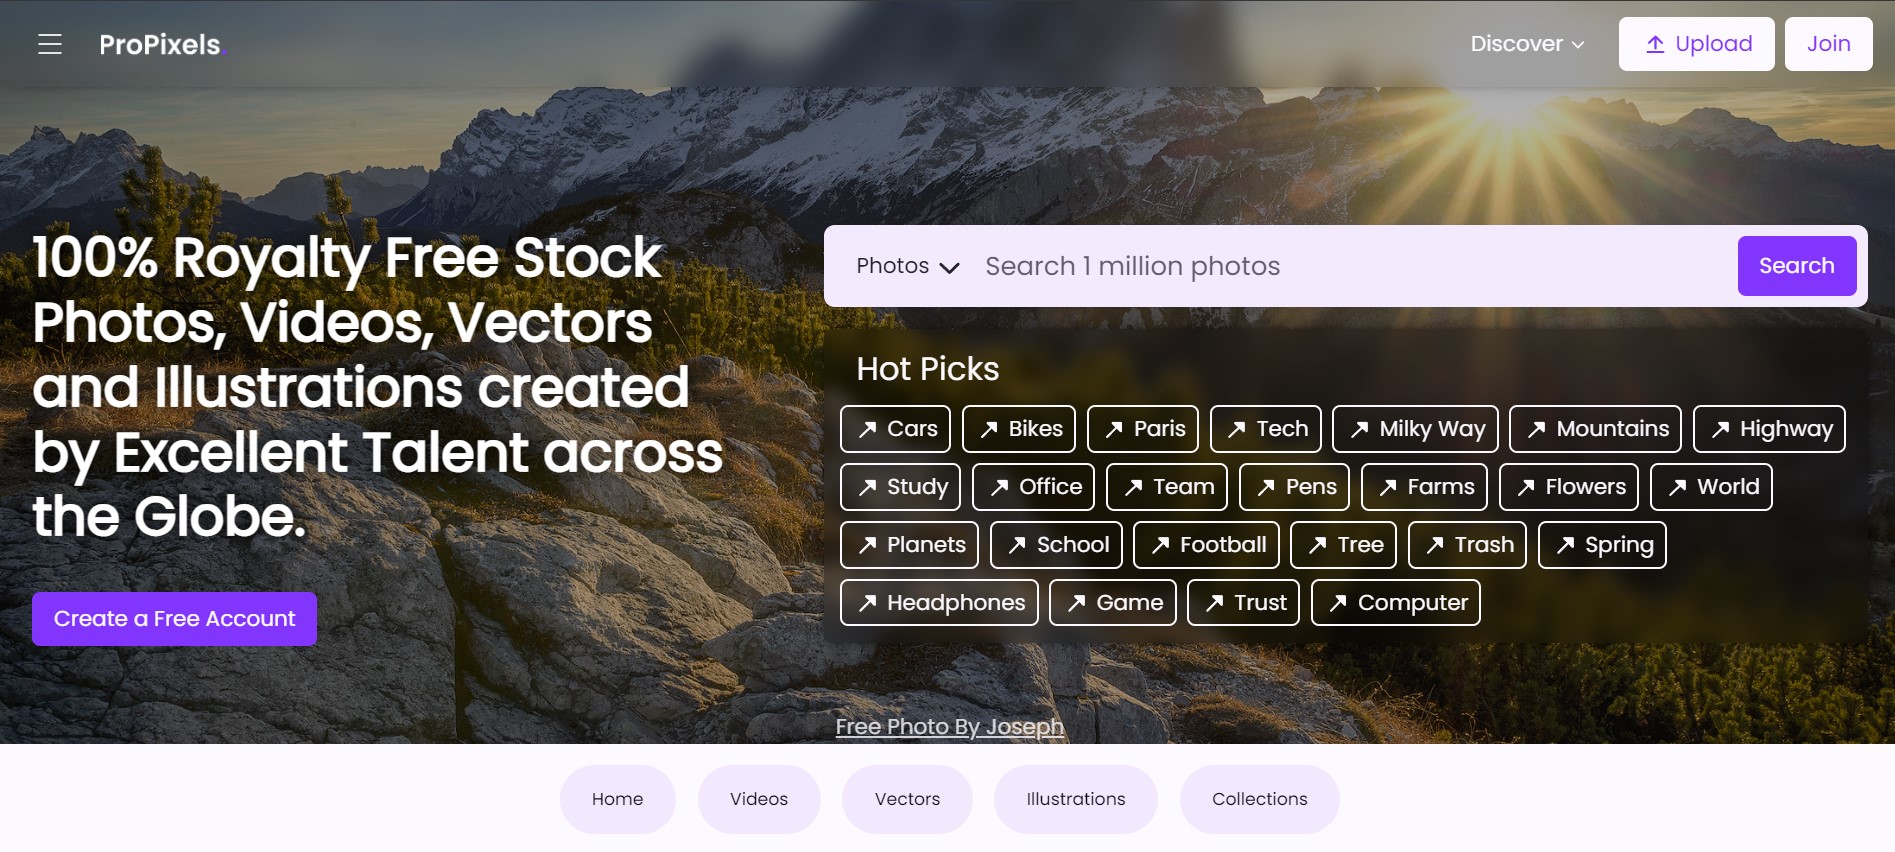 ProPixels.
Discover
Upload
Join
100% Royalty Free Stock
Photos, Videos, Vectors
and Illustrations created
by Excellent Talent across
the Globe.
Create a Free Account
Photos
Search 1 million photos
Search
Hot Picks
Cars Bikes Paris Tech Milky Way Mountains Highway
Study Office Team Pens Farms Flowers World
Planets School Football Tree Trash Spring
Headphones Game Trust Computer
Free Photo By Joseph
Home Videos Vectors Illustrations Collections